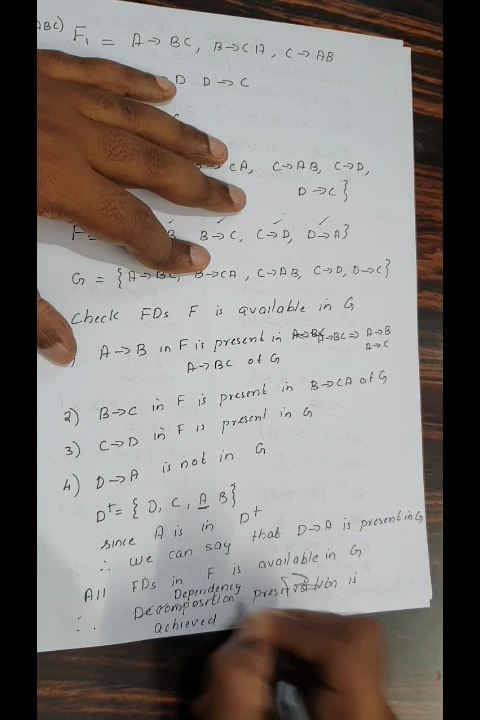 ABC) F₁ = A→BC, B→CA, C→AB
D D→C
→CA, C→AB, C→D,
D→C}
F= B B→C, C→D, D→A}
G = {A→BC, B→CA, C→AB, C→D, D→C}
Check FDs F is available in G
A→B in F is present in A→BC ⇒ A→B
A→C
A→BC of G
2) B→C in F is present in B→CA of G
3) C→D in F is present in G
4) D→A is not in G
D⁺= {D, C, A B}
since A is in D⁺
∴ we can say that D→A is present in G
All FDs in F is available in G
Dependency
∴ Decomposition preservation is
achieved